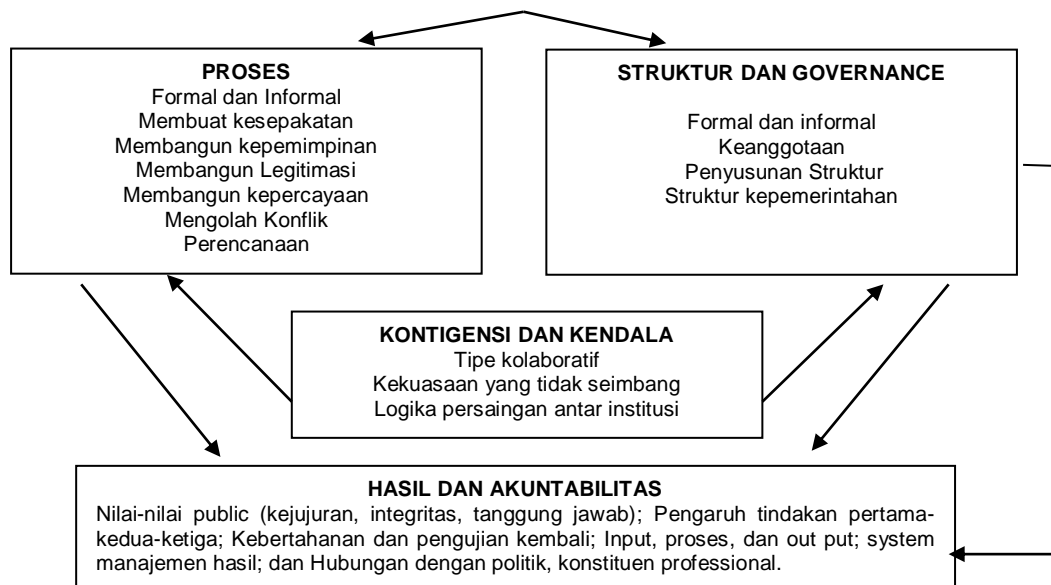 PROSES
Formal dan Informal
Membuat kesepakatan
Membangun kepemimpinan
Membangun Legitimasi
Membangun kepercayaan
Mengolah Konflik
Perencanaan
STRUKTUR DAN GOVERNANCE
Formal dan informal
Keanggotaan
Penyusunan Struktur
Struktur kepemerintahan
KONTIGENSI DAN KENDALA
Tipe kolaboratif
Kekuasaan yang tidak seimbang
Logika persaingan antar institusi
HASIL DAN AKUNTABILITAS
Nilai-nilai public (kejujuran, integritas, tanggung jawab); Pengaruh tindakan pertama-
kedua-ketiga; Kebertahanan dan pengujian kembali; Input, proses, dan out put; system
manajemen hasil; dan Hubungan dengan politik, konstituen professional.